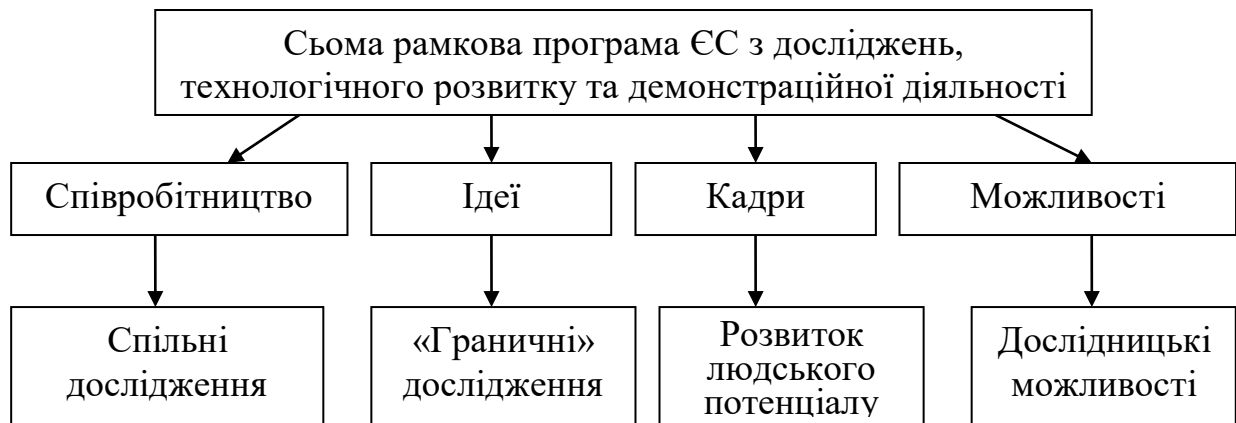 Сьома рамкова програма ЄС з досліджень,
технологічного розвитку та демонстраційної діяльності
Співробітництво
Ідеї
Кадри
Можливості
Спільні
дослідження
«Граничні»
дослідження
Розвиток
людського
потенціалу
Дослідницькі
можливості